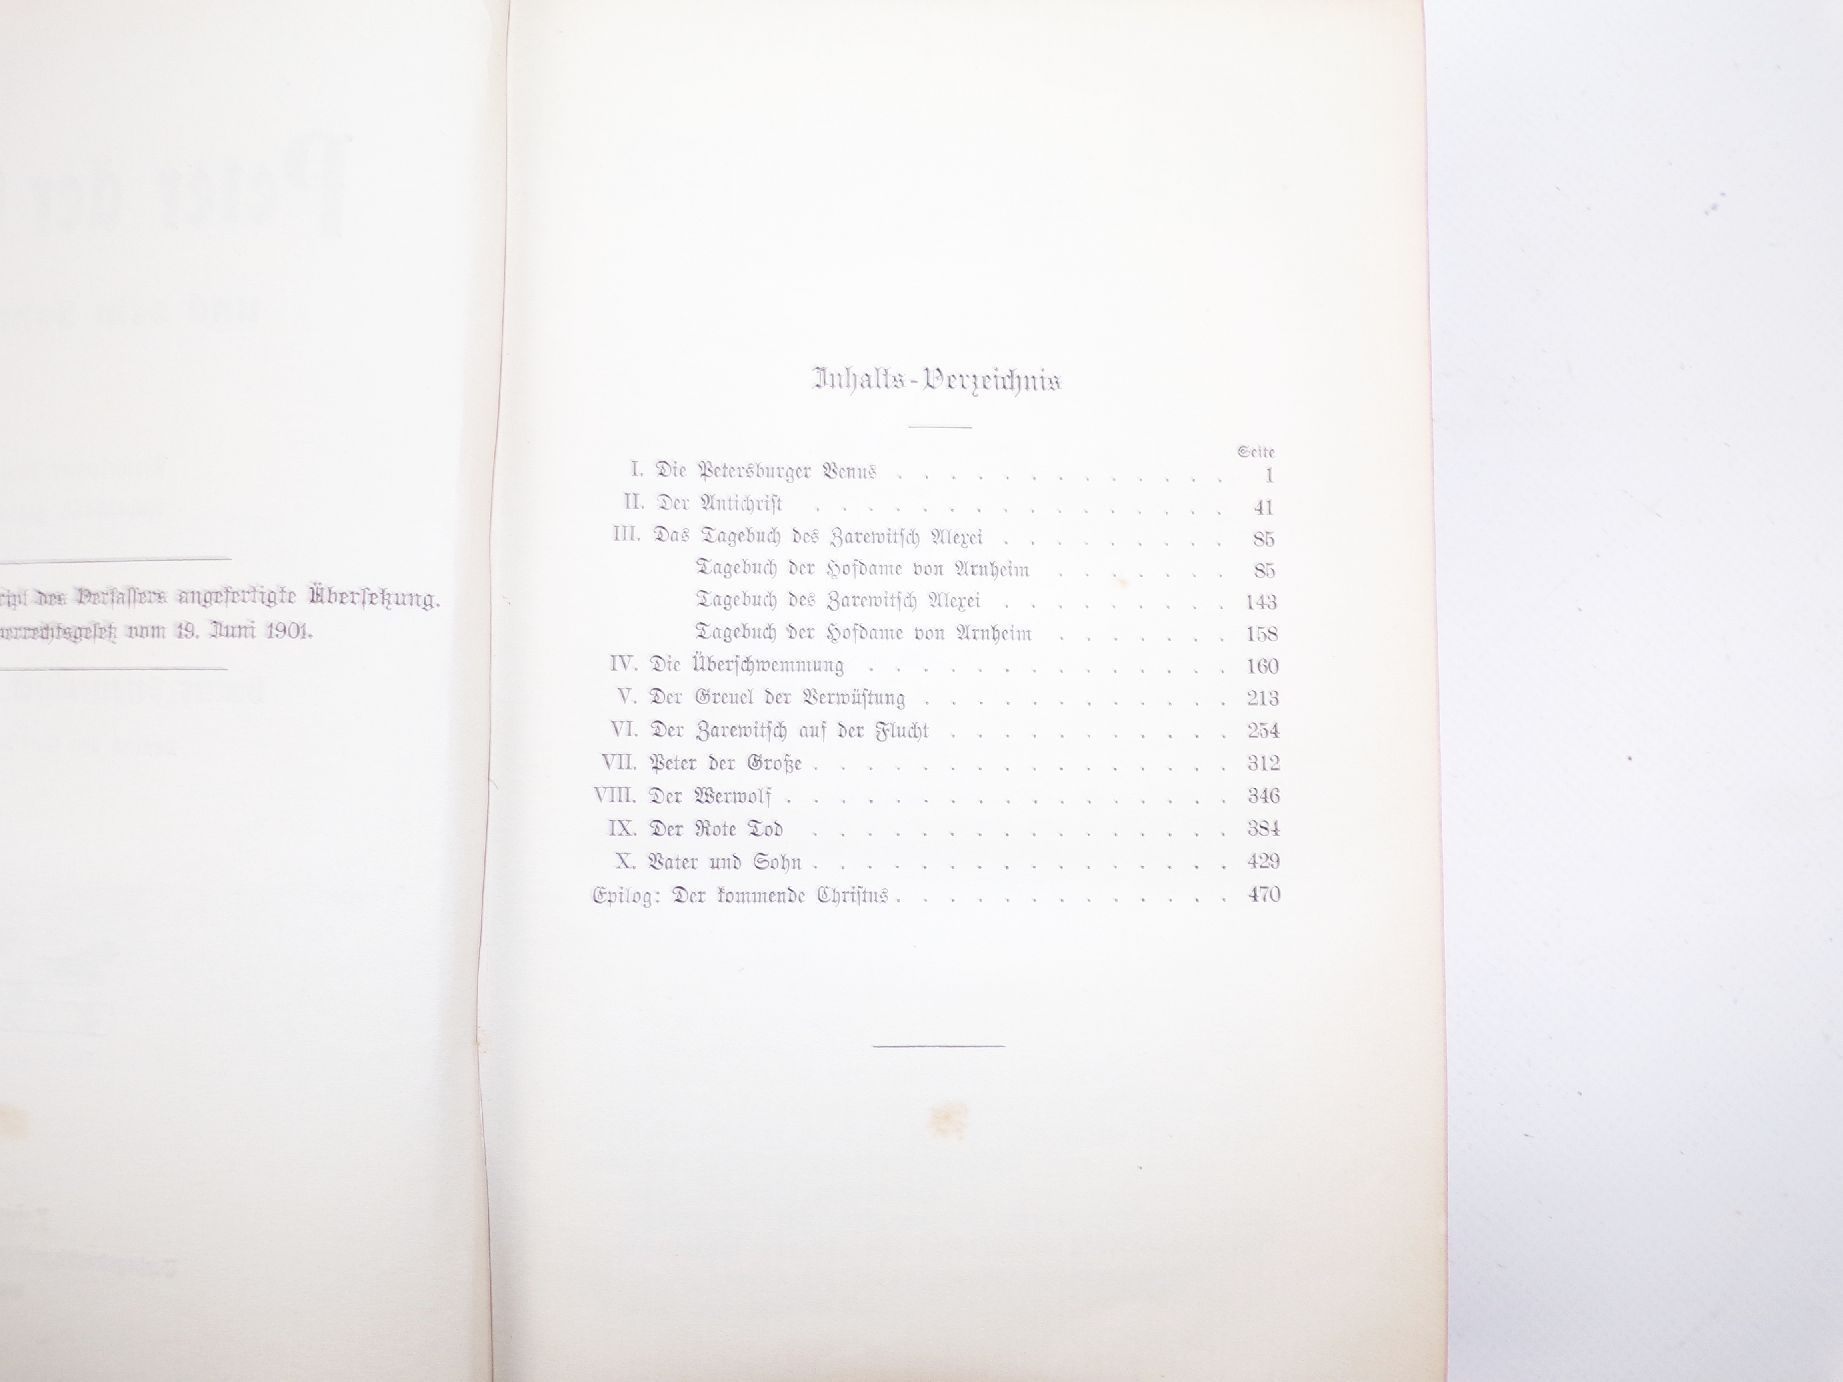 des Verfassers angefertigte Übersetzung.
vom 19. Juni 1901.
Inhalts-Verzeichnis
Seite
I. Die Petersburger Venus . . . . . . . . . . . . . 1
II. Der Antichrist . . . . . . . . . . . . . . . . 41
III. Das Tagebuch des Zarewitsch Alexei . . . . . . . . . 85
Tagebuch der Hofdame von Arnheim . . . . . . . 85
Tagebuch des Zarewitsch Alexei . . . . . . . . . 143
Tagebuch der Hofdame von Arnheim . . . . . . . 158
IV. Die Überschwemmung . . . . . . . . . . . . . . 160
V. Der Greuel der Verwüstung . . . . . . . . . . . . 213
VI. Der Zarewitsch auf der Flucht . . . . . . . . . . . 254
VII. Peter der Große . . . . . . . . . . . . . . . . 312
VIII. Der Werwolf . . . . . . . . . . . . . . . . . 346
IX. Der Rote Tod . . . . . . . . . . . . . . . . 384
X. Vater und Sohn . . . . . . . . . . . . . . . . 429
Epilog: Der kommende Christus . . . . . . . . . . . . . 470